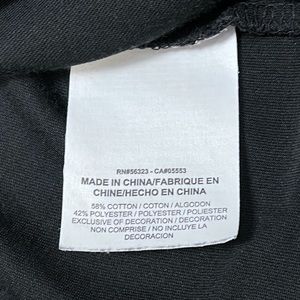 RN#56323 - CA#05553
MADE IN CHINA/FABRIQUE EN
CHINE/HECHO EN CHINA
58% COTTON / COTON / ALGODON
42% POLYESTER / POLYESTER / POLIESTER
EXCLUSIVE OF DECORATION / DECORATION
NON COMPRISE / NO INCLUYE LA
DECORACION